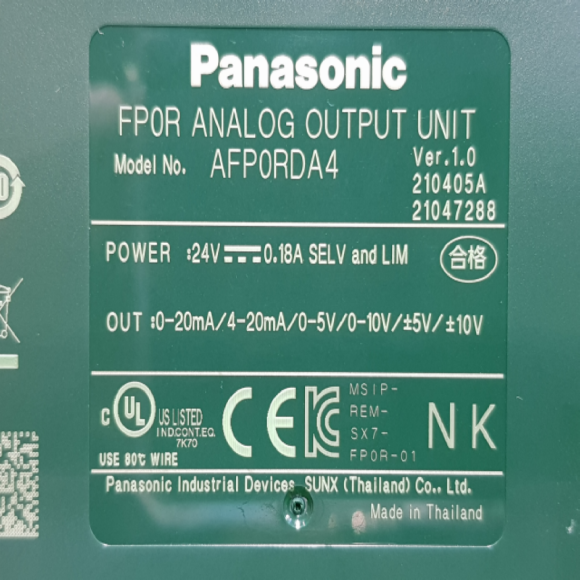 Panasonic
FP0R ANALOG OUTPUT UNIT
Model No. AFP0RDA4 Ver.1.0
210405A
21047288
POWER :24V⎓0.18A SELV and LIM 合格
OUT :0-20mA/4-20mA/0-5V/0-10V/±5V/±10V
C UL US LISTED
IND.CONT.EQ.
7K70
USE 80℃ WIRE
CE
MSIP-
REM-
SX7-
FP0R-01
NK
Panasonic Industrial Devices SUNX (Thailand) Co., Ltd.
Made in Thailand